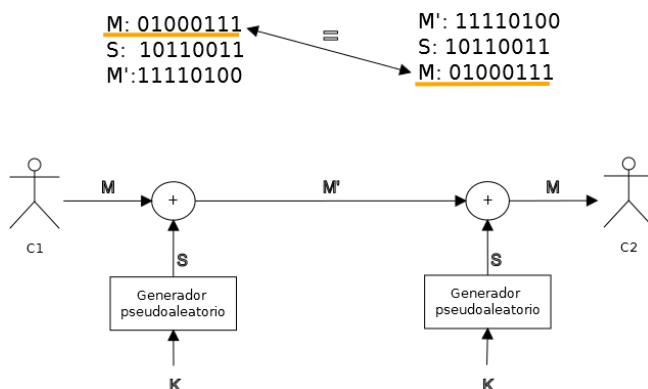 M: 01000111
S: 10110011
M':11110100
=
M': 11110100
S: 10110011
M: 01000111
M
M'
M
+
+
C1
C2
S
S
Generador
pseudoaleatorio
Generador
pseudoaleatorio
K
K